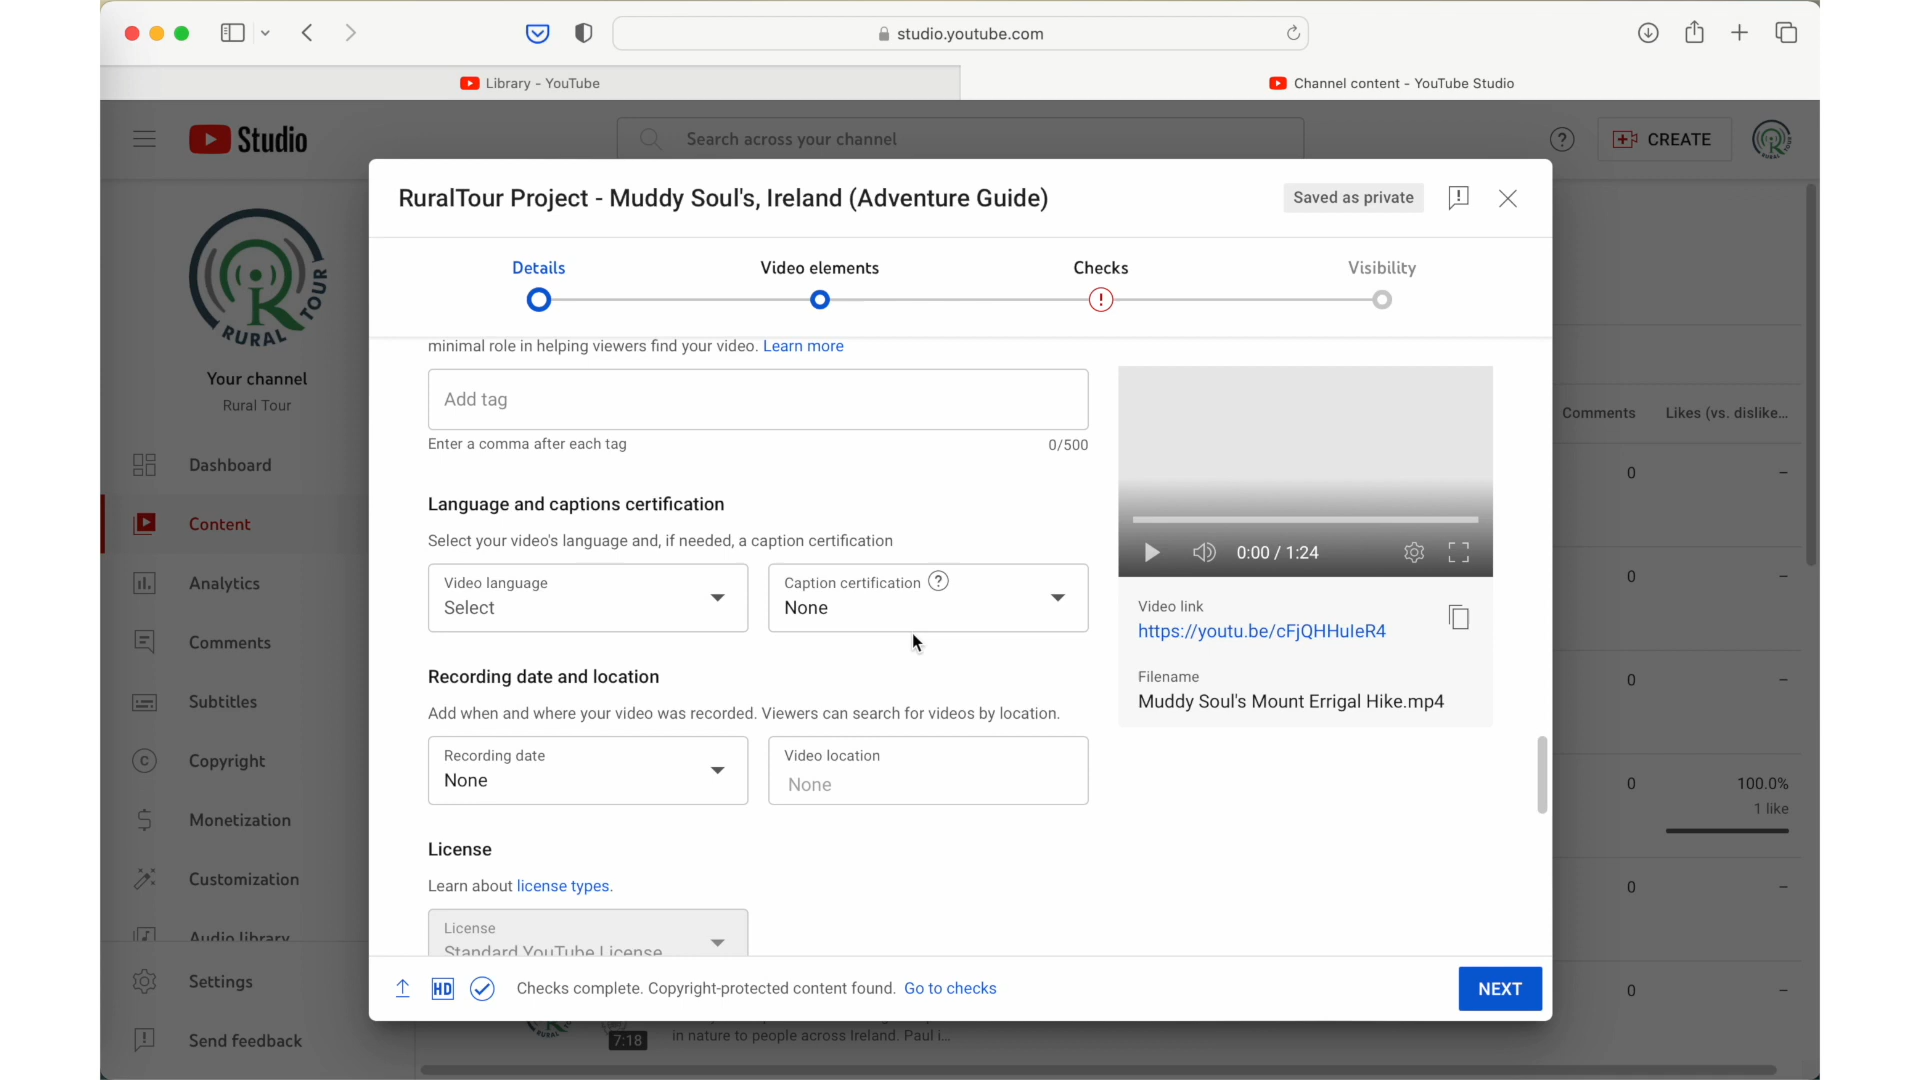 studio.youtube.com
Library - YouTube
Channel content - YouTube Studio
Studio
Search across your channel
?
CREATE
RURAL TOUR
RURAL TOUR
RuralTour Project - Muddy Soul's, Ireland (Adventure Guide)
Saved as private
Details
Video elements
Checks
Visibility
minimal role in helping viewers find your video. Learn more
Add tag
Enter a comma after each tag
0/500
Language and captions certification
Select your video's language and, if needed, a caption certification
Video language
Select
Caption certification ?
None
Recording date and location
Add when and where your video was recorded. Viewers can search for videos by location.
Recording date
None
Video location
None
License
Learn about license types.
License
Standard YouTube License
0:00 / 1:24
Video link
https://youtu.be/cFjQHHuleR4
Filename
Muddy Soul's Mount Errigal Hike.mp4
HD
Checks complete. Copyright-protected content found. Go to checks
NEXT
Your channel
Rural Tour
Dashboard
Content
Analytics
Comments
Subtitles
Copyright
Monetization
Customization
Audio library
Settings
Send feedback
Comments
Likes (vs. dislike...
0
–
0
–
0
–
0
100.0%
1 like
0
–
0
–
7:18
in nature to people across Ireland. Paul i...